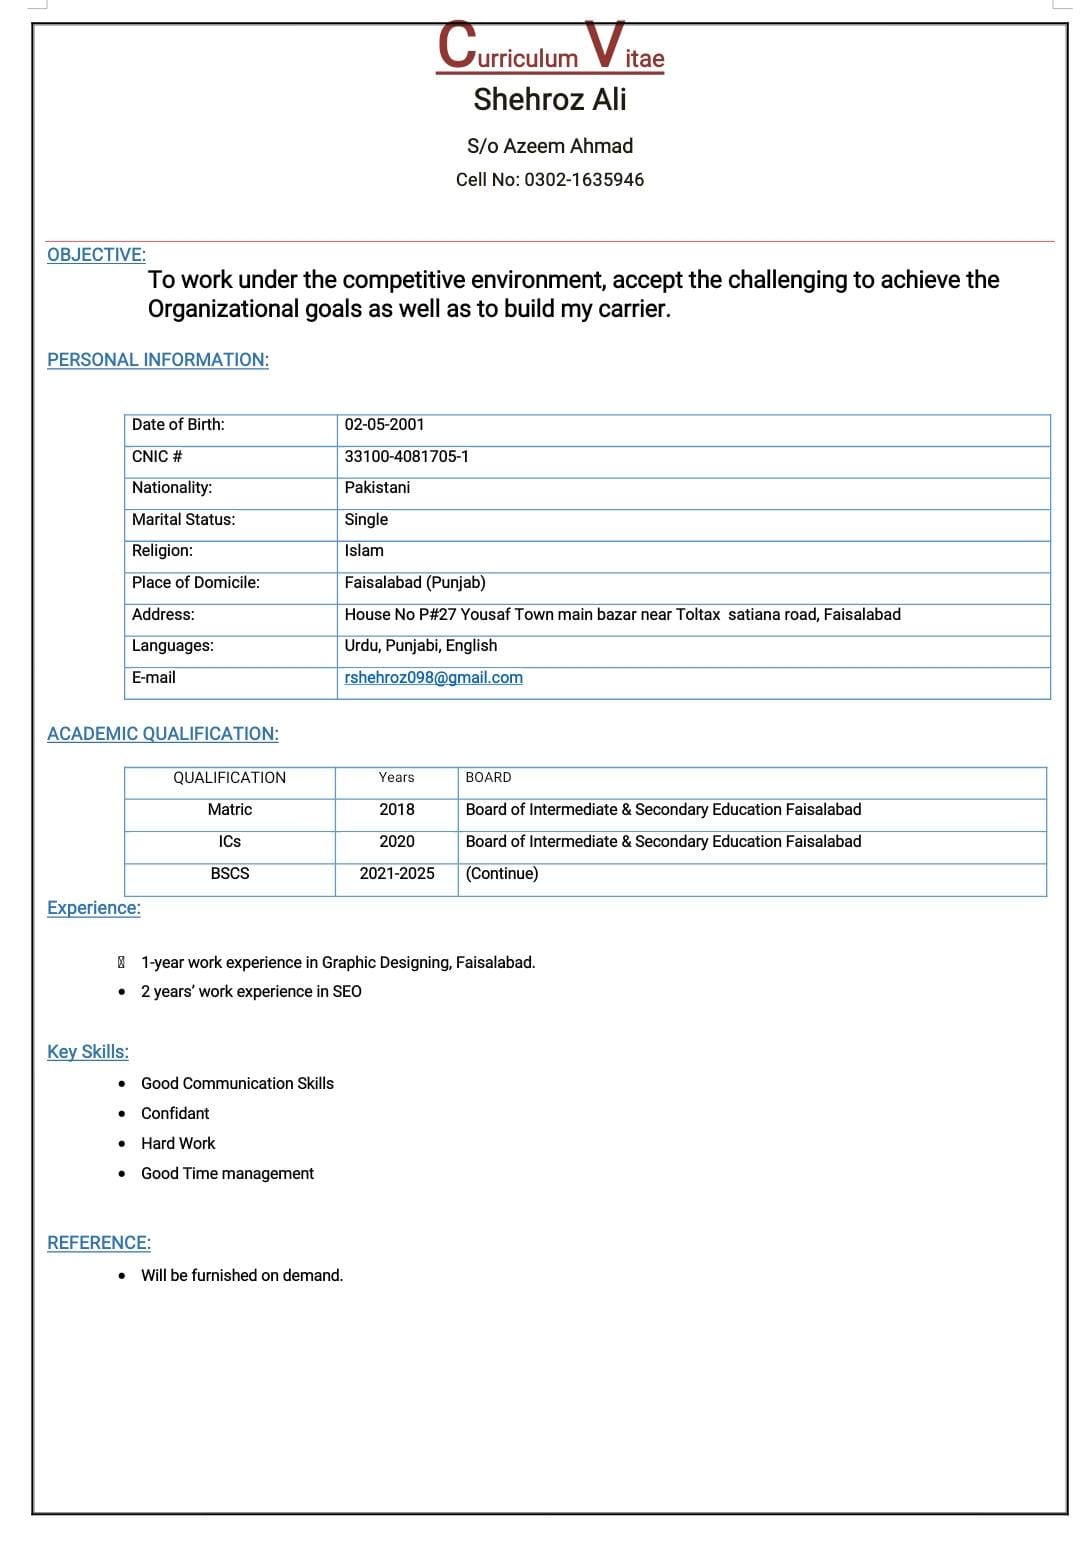 Curriculum Vitae
Shehroz Ali
S/o Azeem Ahmad
Cell No: 0302-1635946
OBJECTIVE:
To work under the competitive environment, accept the challenging to achieve the
Organizational goals as well as to build my carrier.
PERSONAL INFORMATION:
Date of Birth: 02-05-2001
CNIC # 33100-4081705-1
Nationality: Pakistani
Marital Status: Single
Religion: Islam
Place of Domicile: Faisalabad (Punjab)
Address: House No P#27 Yousaf Town main bazar near Toltax satiana road, Faisalabad
Languages: Urdu, Punjabi, English
E-mail rshehroz098@gmail.com
ACADEMIC QUALIFICATION:
QUALIFICATION Years BOARD
Matric 2018 Board of Intermediate & Secondary Education Faisalabad
ICs 2020 Board of Intermediate & Secondary Education Faisalabad
BSCS 2021-2025 (Continue)
Experience:
1-year work experience in Graphic Designing, Faisalabad.
• 2 years’ work experience in SEO
Key Skills:
• Good Communication Skills
• Confidant
• Hard Work
• Good Time management
REFERENCE:
• Will be furnished on demand.